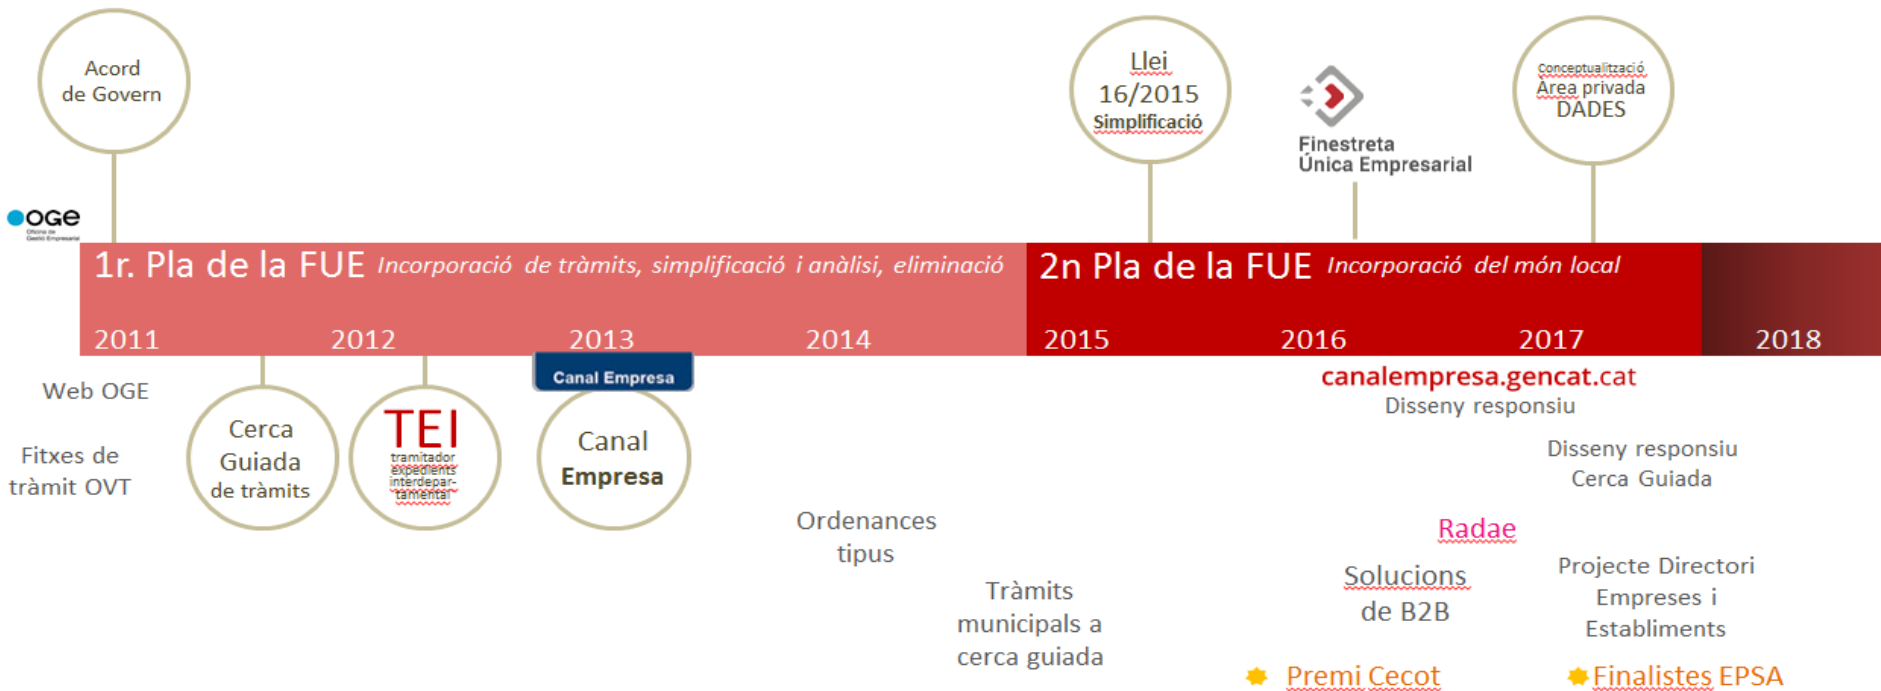 Acord
de Govern
Llei
16/2015
Simplificació
Finestreta
Única Empresarial
Conceptualització
Àrea privada
DADES
OGE
Oficina de
Gestió Empresarial
1r. Pla de la FUE Incorporació de tràmits, simplificació i anàlisi, eliminació
2n Pla de la FUE Incorporació del món local
2011
2012
2013
2014
2015
2016
2017
2018
Web OGE
Fitxes de
tràmit OVT
Cerca
Guiada
de tràmits
TEI
tramitador
expedients
interdepar-
tamental
Canal Empresa
Canal
Empresa
Ordenances
tipus
Tràmits
municipals a
cerca guiada
canalempresa.gencat.cat
Disseny responsiu
Disseny responsiu
Cerca Guiada
Radae
Solucions
de B2B
Projecte Directori
Empreses i
Establiments
Premi Cecot
Finalistes EPSA